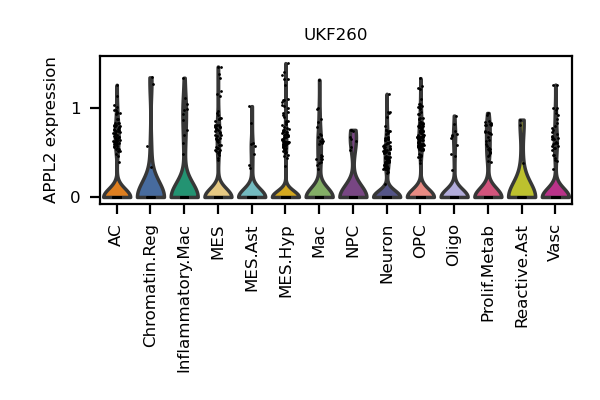 UKF260
APPL2 expression
1
0
AC
Chromatin.Reg
Inflammatory.Mac
MES
MES.Ast
MES.Hyp
Mac
NPC
Neuron
OPC
Oligo
Prolif.Metab
Reactive.Ast
Vasc